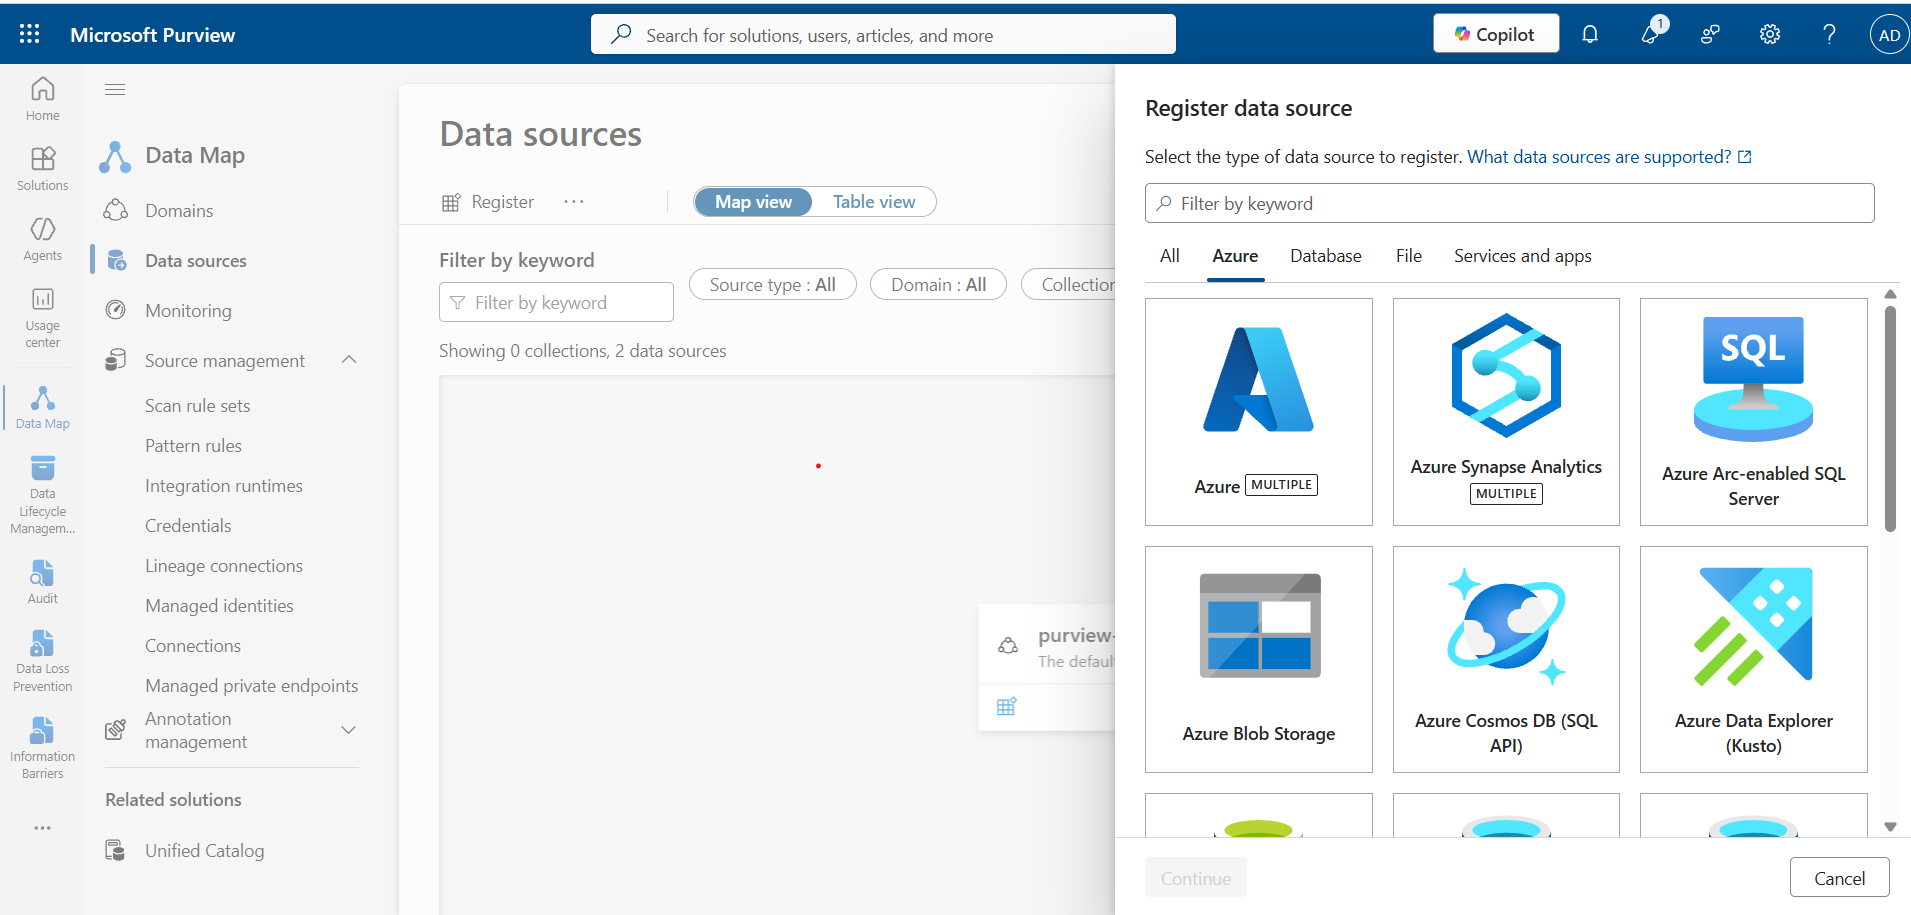 Microsoft Purview
Search for solutions, users, articles, and more
Copilot
1
AD
Home
Solutions
Agents
Usage
center
Data Map
Data
Lifecycle
Managem...
Audit
Data Loss
Prevention
Information
Barriers
Data Map
Domains
Data sources
Monitoring
Source management
Scan rule sets
Pattern rules
Integration runtimes
Credentials
Lineage connections
Managed identities
Connections
Managed private endpoints
Annotation
management
Related solutions
Unified Catalog
Data sources
Register
Map view
Table view
Filter by keyword
Filter by keyword
Source type : All
Domain : All
Collection
Showing 0 collections, 2 data sources
purview-
The default
Register data source
Select the type of data source to register. What data sources are supported?
Filter by keyword
All
Azure
Database
File
Services and apps
Azure MULTIPLE
Azure Synapse Analytics
MULTIPLE
SQL
Azure Arc-enabled SQL
Server
Azure Blob Storage
Azure Cosmos DB (SQL
API)
Azure Data Explorer
(Kusto)
Continue
Cancel